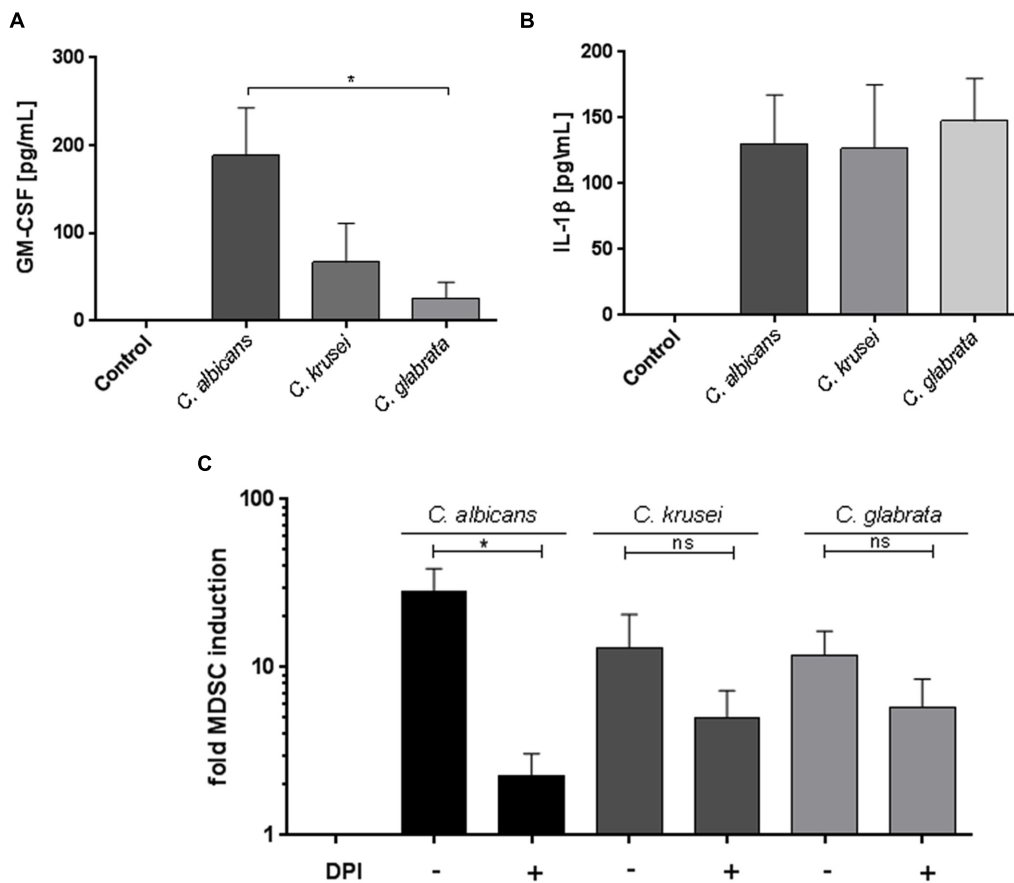 A
GM-CSF [pg/mL]
300
200
100
0
*
Control
C. albicans
C. krusei
C. glabrata
B
IL-1β [pg\mL]
200
150
100
50
0
Control
C. albicans
C. krusei
C. glabrata
C
fold MDSC induction
100
10
1
C. albicans
C. krusei
C. glabrata
*
ns
ns
DPI - + - + - +